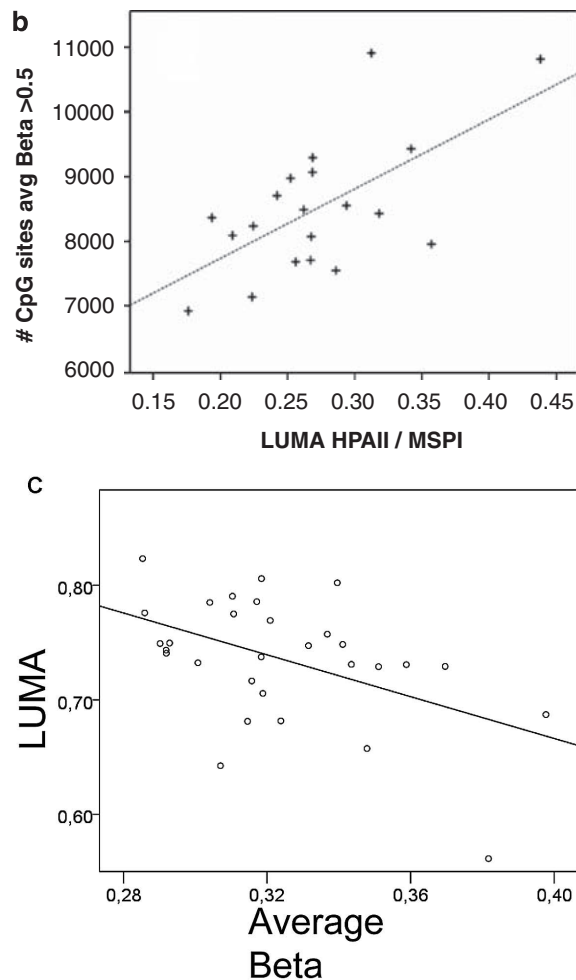 b
# CpG sites avg Beta >0.5
11000
10000
9000
8000
7000
6000
0.15 0.20 0.25 0.30 0.35 0.40 0.45
LUMA HPAII / MSPI
c
LUMA
0,80
0,70
0,60
0,28 0,32 0,36 0,40
Average
Beta